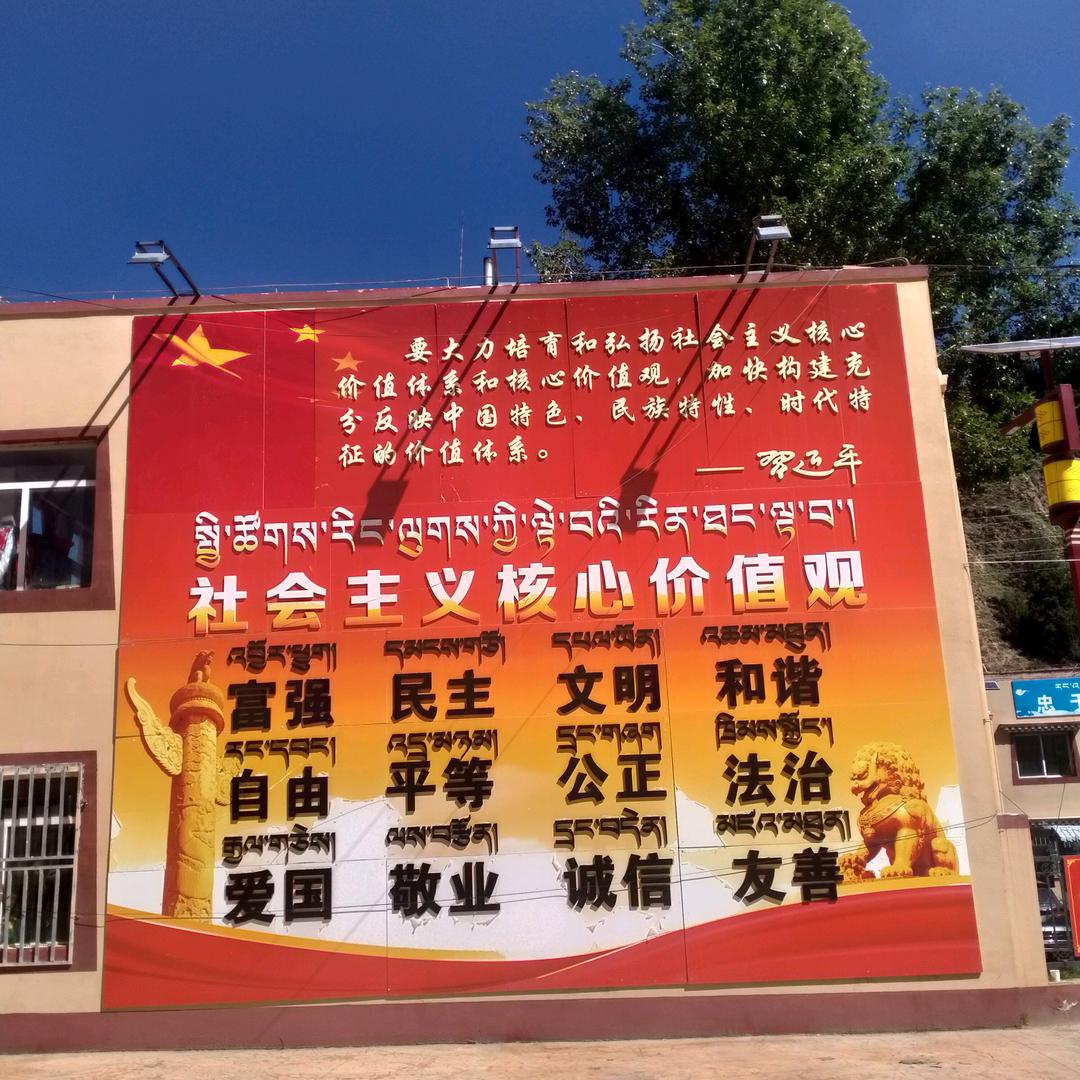 要大力培育和弘扬社会主义核心
价值体系和核心价值观，加快构建充
分反映中国特色、民族特性、时代特
征的价值体系。
——习近平
སྤྱི་ཚོགས་རིང་ལུགས་ཀྱི་ལྟེ་བའི་རིན་ཐང་ལྟ་བ།
社会主义核心价值观
འབྱོར་ཕྱུག། དམངས་གཙོ། དཔལ་ཡོན། འཆམ་མཐུན།
富强 民主 文明 和谐
རང་དབང་། འདྲ་མཉམ། དྲང་གཞག ཁྲིམས་སྐྱོང་།
自由 平等 公正 法治
རྒྱལ་གཅེས། ལས་བརྩོན། དྲང་བདེན། མཛའ་མཐུན།
爱国 敬业 诚信 友善
忠